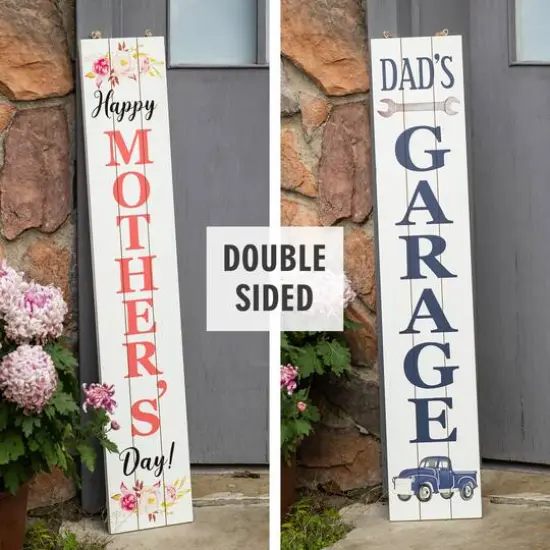 Happy
MOTHER'S
Day!
DOUBLE
SIDED
DAD'S
GARAGE